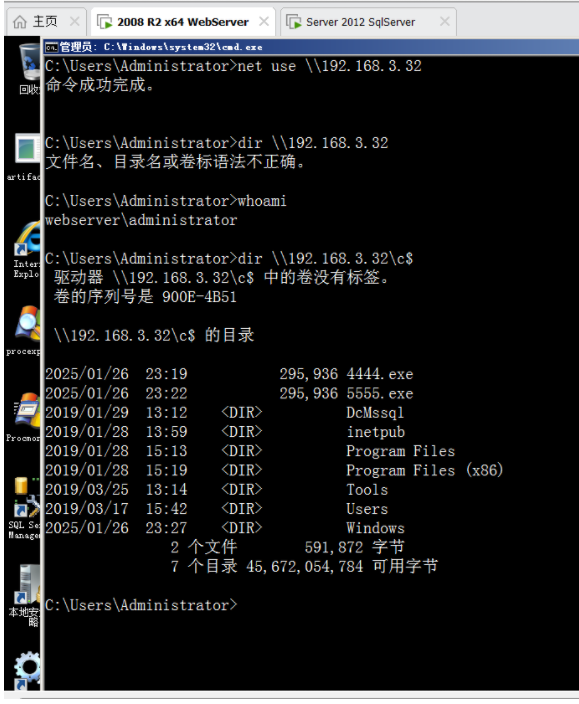 主页 × 2008 R2 x64 WebServer × Server 2012 SqlServer ×
管理员: C:\Windows\system32\cmd.exe
C:\Users\Administrator>net use \\192.168.3.32
命令成功完成。
回收
C:\Users\Administrator>dir \\192.168.3.32
文件名、目录名或卷标语法不正确。
artifac
C:\Users\Administrator>whoami
webserver\administrator
C:\Users\Administrator>dir \\192.168.3.32\c$
Inter
Explo
驱动器 \\192.168.3.32\c$ 中的卷没有标签。
卷的序列号是 900E-4B51
\\192.168.3.32\c$ 的目录
procexp
2025/01/26 23:19 295,936 4444.exe
2025/01/26 23:22 295,936 5555.exe
2019/01/29 13:12 <DIR> DcMssql
2019/01/28 13:59 <DIR> inetpub
Procmon
2019/01/28 15:13 <DIR> Program Files
2019/01/28 15:19 <DIR> Program Files (x86)
2019/03/25 13:14 <DIR> Tools
2019/03/17 15:42 <DIR> Users
2025/01/26 23:27 <DIR> Windows
SQL Se
Manager
2 个文件 591,872 字节
7 个目录 45,672,054,784 可用字节
C:\Users\Administrator>
本地安
略